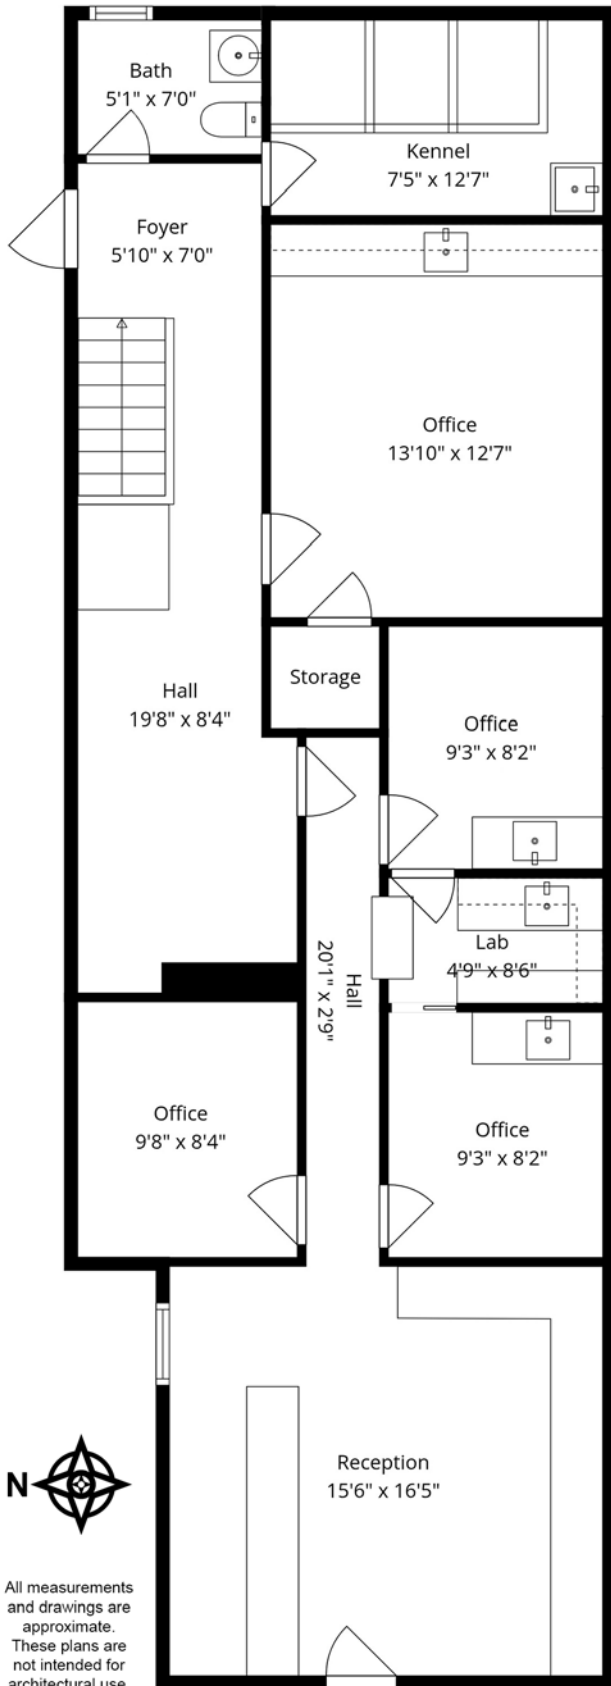 Bath
5'1" x 7'0"
Kennel
7'5" x 12'7"
Foyer
5'10" x 7'0"
Office
13'10" x 12'7"
Storage
Hall
19'8" x 8'4"
Office
9'3" x 8'2"
Lab
4'9" x 8'6"
Hall
20'1" x 2'9"
Office
9'8" x 8'4"
Office
9'3" x 8'2"
Reception
15'6" x 16'5"
N
All measurements
and drawings are
approximate.
These plans are
not intended for
architectural use.